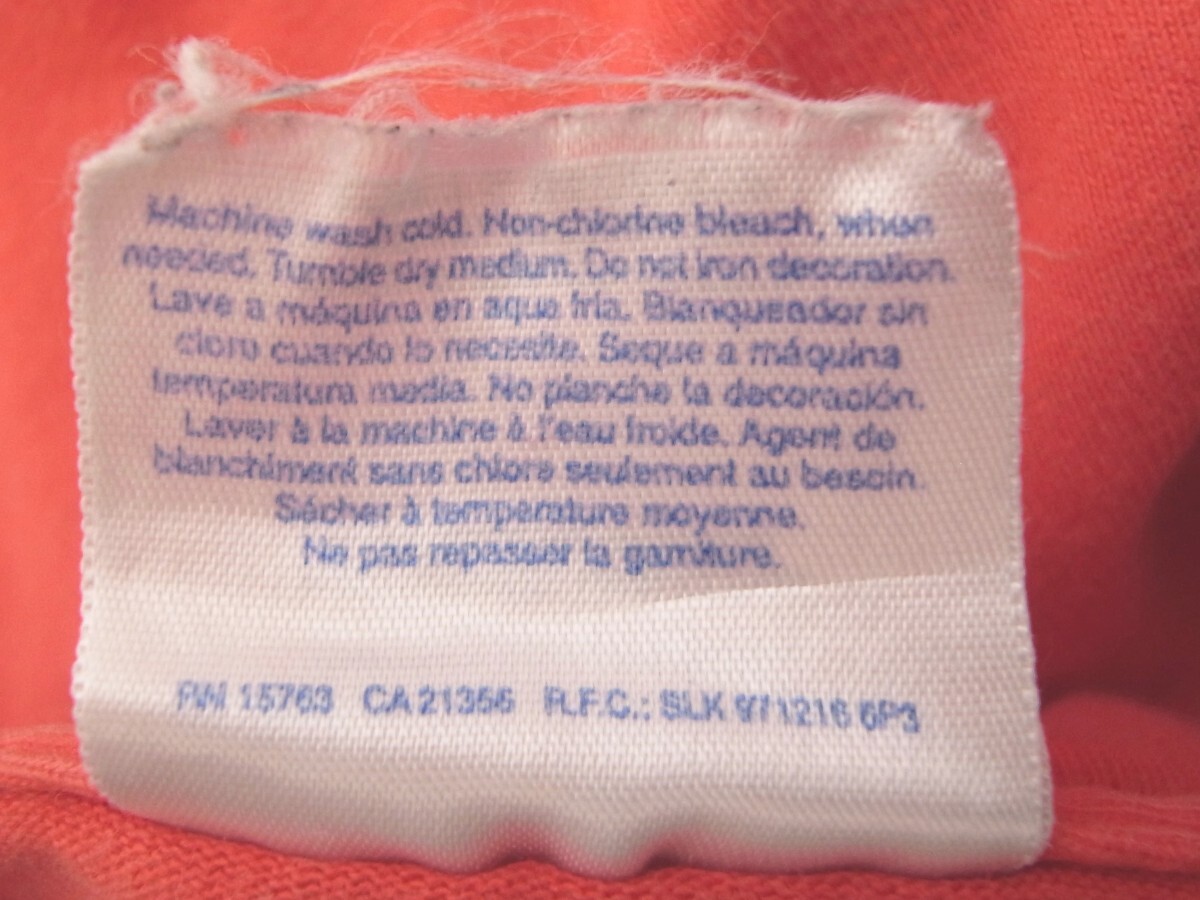 Machine wash cold. Non-chlorine bleach, when
needed. Tumble dry medium. Do not iron decoration.
Lave a máquina en aque fria. Blanqueador sin
cloro cuando lo necesite. Seque a máquina
temperatura media. No planche la decoración.
Laver à la machine à l'eau froide. Agent de
blanchiment sans chlore seulement au besoin.
Sécher à temperature moyenne.
Ne pas repasser la garniture.
RN 15763 CA 21356 R.F.C.: SLK 971216 6P3